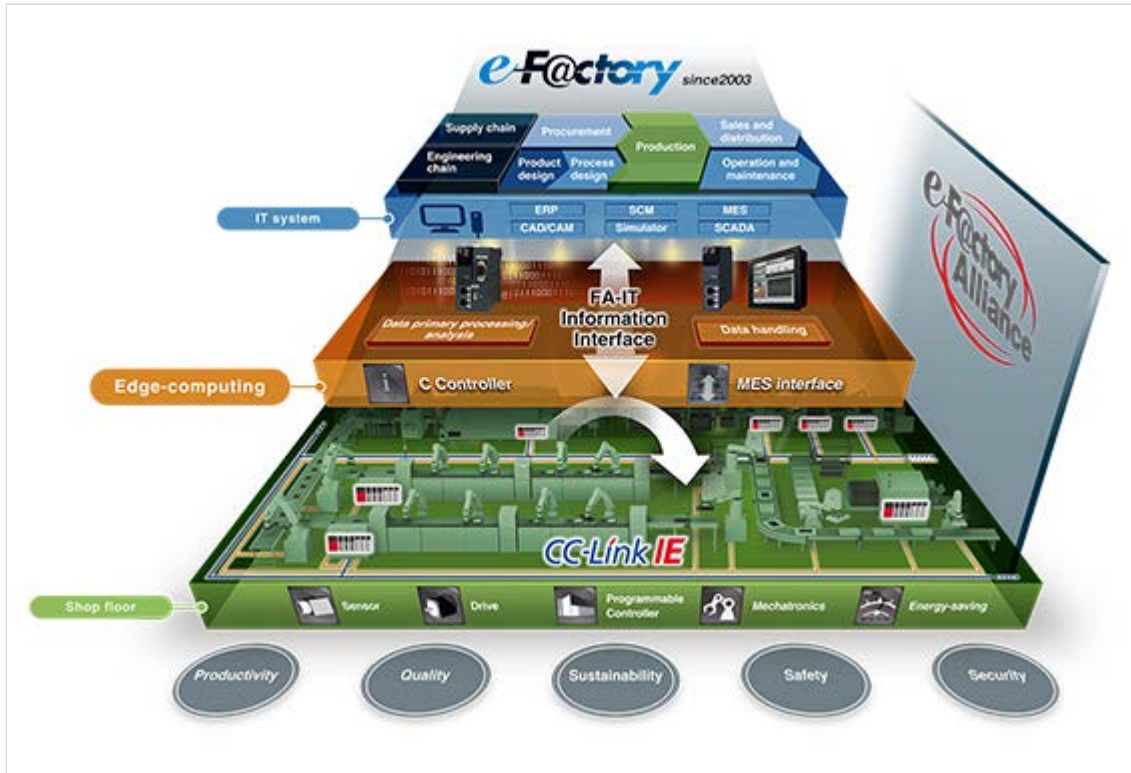 e-F@ctory since2003
Supply chain
Procurement
Production
Sales and
distribution
Engineering
chain
Product
design
Process
design
Operation and
maintenance
IT system
ERP
SCM
MES
CAD/CAM
Simulator
SCADA
e-F@ctory
Alliance
FA-IT
Information
Interface
Data primary processing/
analysis
Data handling
Edge-computing
C Controller
MES interface
CC-Link IE
Shop floor
Sensor
Drive
Programmable
Controller
Mechatronics
Energy-saving
Productivity
Quality
Sustainability
Safety
Security